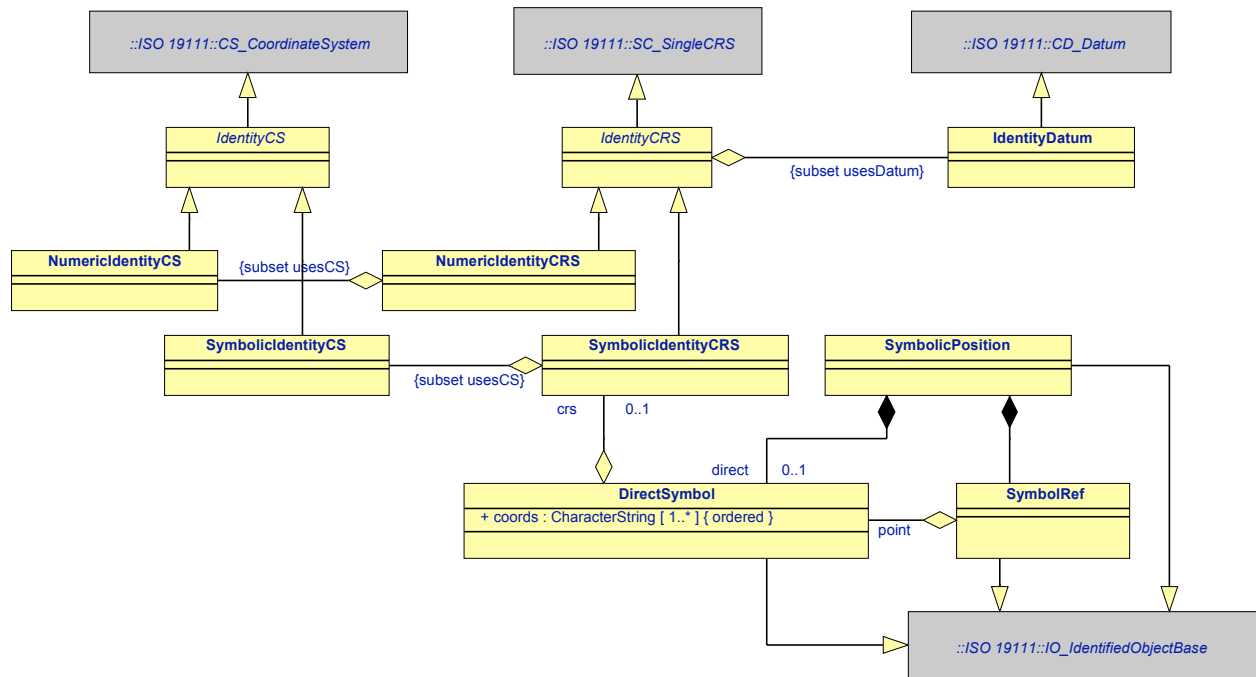 ::ISO 19111::CS_CoordinateSystem
::ISO 19111::SC_SingleCRS
::ISO 19111::CD_Datum
IdentityCS
IdentityCRS
IdentityDatum
{subset usesDatum}
NumericIdentityCS
{subset usesCS}
NumericIdentityCRS
SymbolicIdentityCS
{subset usesCS}
SymbolicIdentityCRS
SymbolicPosition
crs
0..1
direct
0..1
DirectSymbol
+ coords : CharacterString [ 1..* ] { ordered }
point
SymbolRef
::ISO 19111::IO_IdentifiedObjectBase